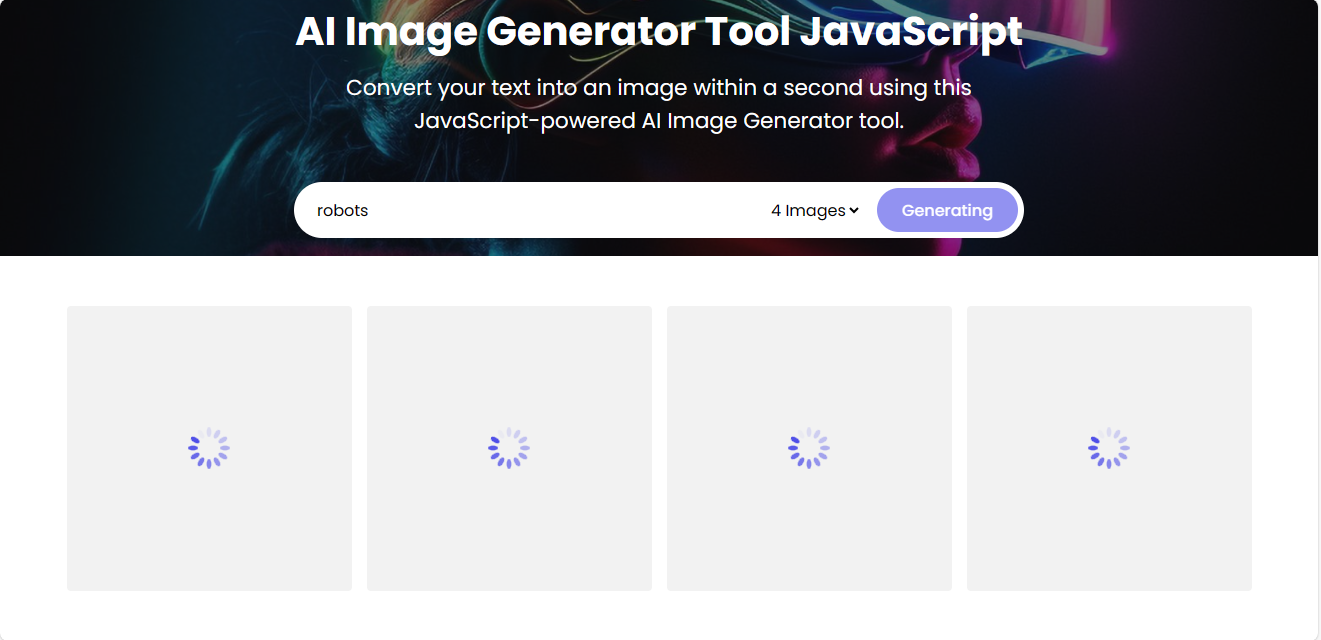 AI Image Generator Tool JavaScript
Convert your text into an image within a second using this
JavaScript-powered AI Image Generator tool.
robots 4 Images Generating